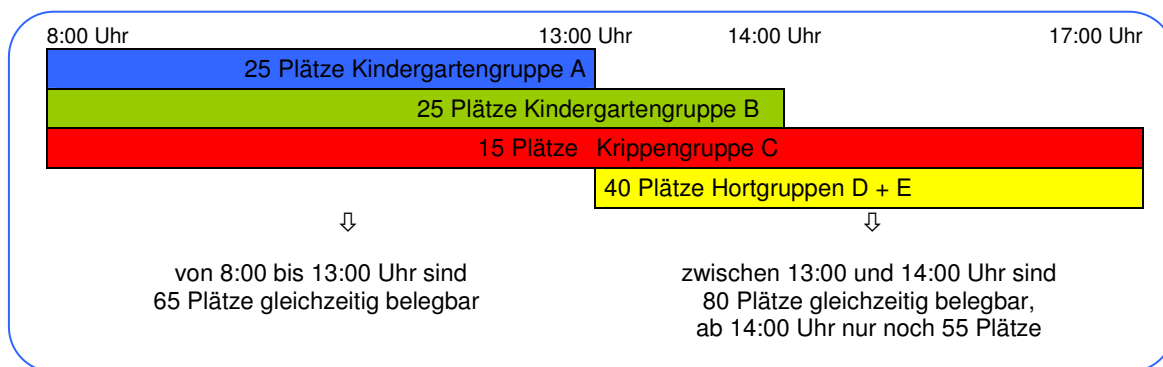 8:00 Uhr 13:00 Uhr 14:00 Uhr 17:00 Uhr
25 Plätze Kindergartengruppe A
25 Plätze Kindergartengruppe B
15 Plätze Krippengruppe C
40 Plätze Hortgruppen D + E
⇩ ⇩
von 8:00 bis 13:00 Uhr sind
65 Plätze gleichzeitig belegbar
zwischen 13:00 und 14:00 Uhr sind
80 Plätze gleichzeitig belegbar,
ab 14:00 Uhr nur noch 55 Plätze